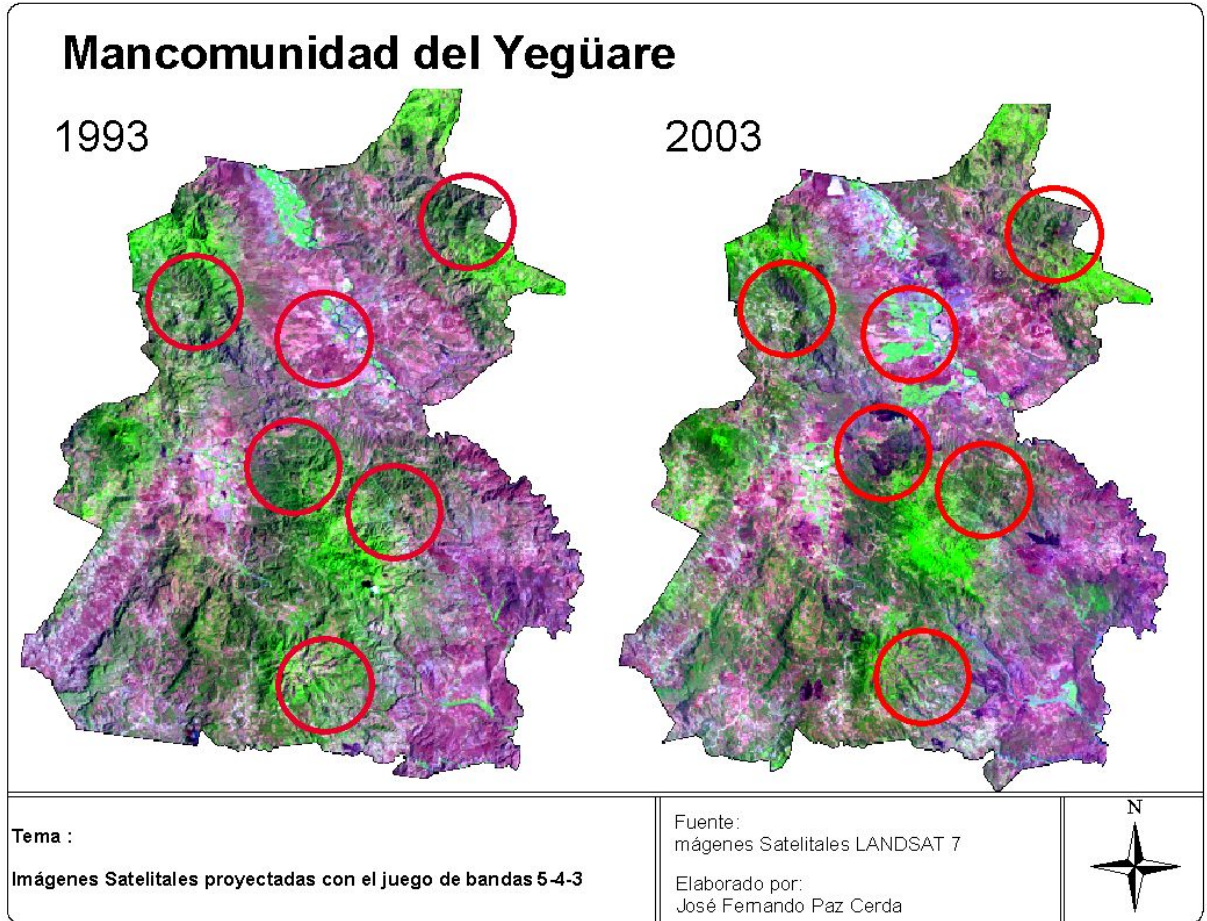 Mancomunidad del Yegüare
1993
2003
Tema :
Imágenes Satelitales proyectadas con el juego de bandas 5-4-3
Fuente:
mágenes Satelitales LANDSAT 7
Elaborado por:
José Fernando Paz Cerda
N